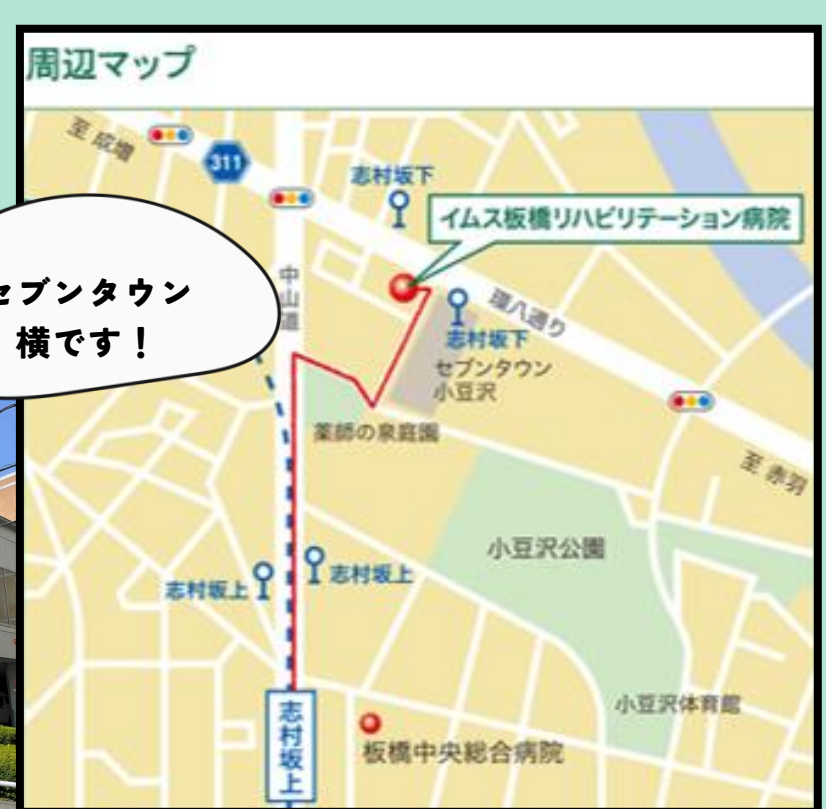 周辺マップ
至 成増
311
志村坂下
イムス板橋リハビリテーション病院
中山道
セブンタウン
横です！
環八通り
志村坂下
セブンタウン
小豆沢
薬師の泉庭園
至 赤羽
小豆沢公園
志村坂上
志村坂上
小豆沢体育館
志村坂上
板橋中央総合病院